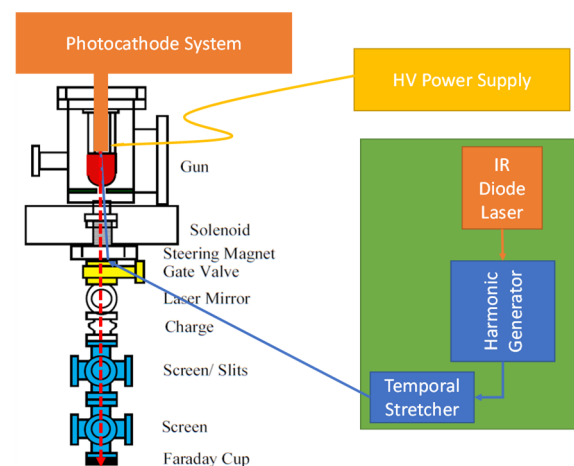 Photocathode System
HV Power Supply
Gun
IR
Diode
Laser
Solenoid
Steering Magnet
Gate Valve
Laser Mirror
Harmonic
Generator
Charge
Screen/ Slits
Temporal
Stretcher
Screen
Faraday Cup